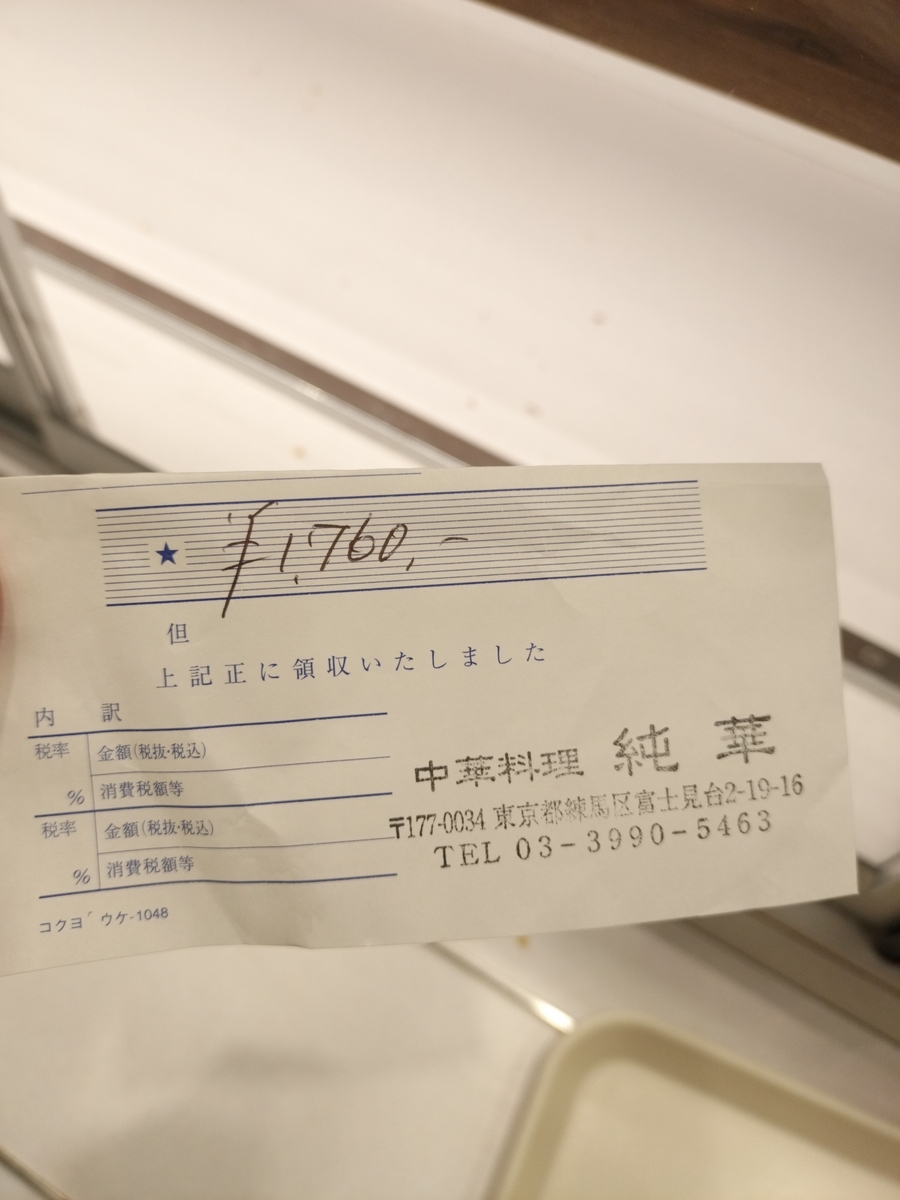 ★ ¥1,760,-
但
上記正に領収いたしました
内 訳
税率 金額(税抜・税込)
% 消費税額等
税率 金額(税抜・税込)
% 消費税額等
コクヨ ウケ-1048
中華料理 純華
〒177-0034 東京都練馬区富士見台2-19-16
TEL 03-3990-5463